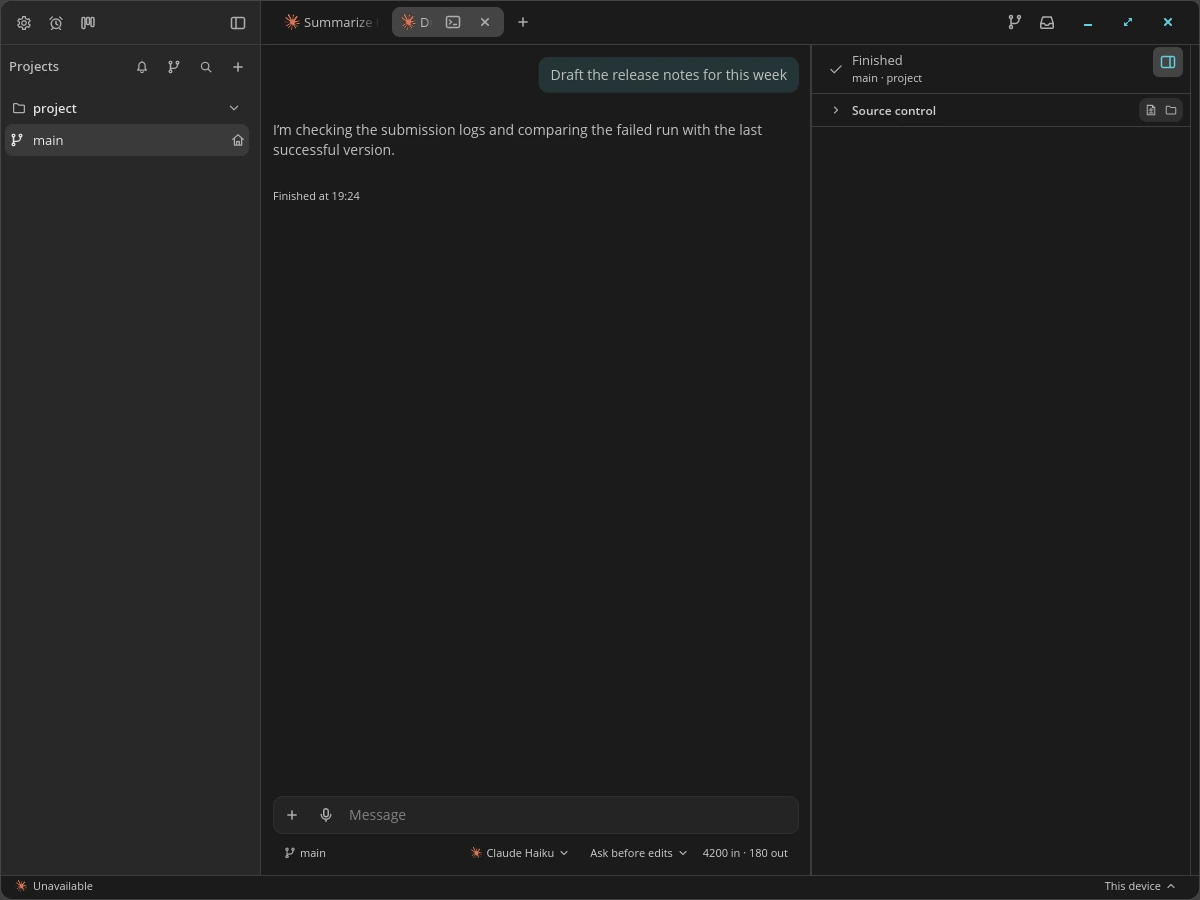 Summarize
D
Projects
project
main
Draft the release notes for this week
I'm checking the submission logs and comparing the failed run with the last
successful version.
Finished at 19:24
Finished
main · project
Source control
Message
main
Claude Haiku
Ask before edits
4200 in · 180 out
Unavailable
This device